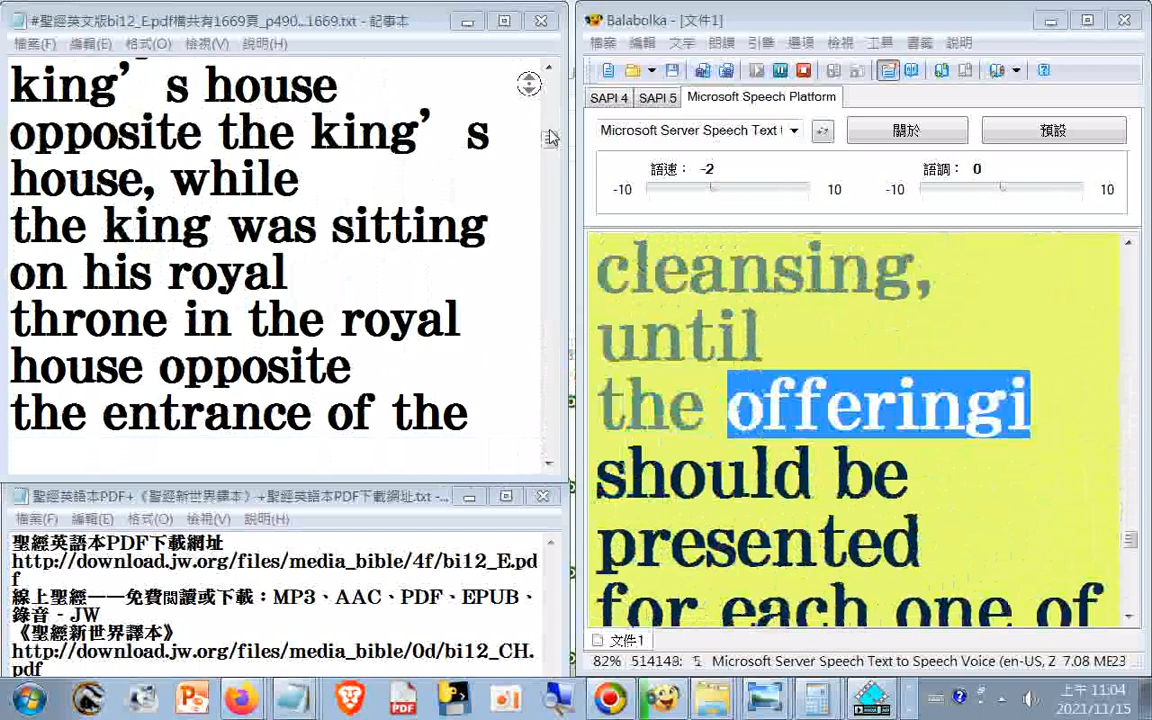 #聖經英文版bi12_E.pdf檔共有1669頁_p490...1669.txt - 記事本
檔案(F) 編輯(E) 格式(O) 檢視(V) 說明(H)
king’s house
opposite the king’s
house, while
the king was sitting
on his royal
throne in the royal
house opposite
the entrance of the
聖經英語本PDF+《聖經新世界譯本》+聖經英語本PDF下載網址.txt -...
檔案(F) 編輯(E) 格式(O) 檢視(V) 說明(H)
聖經英語本PDF下載網址
http://download.jw.org/files/media_bible/4f/bi12_E.pd
f
線上聖經——免費閱讀或下載：MP3、AAC、PDF、EPUB、
錄音 - JW
《聖經新世界譯本》
http://download.jw.org/files/media_bible/0d/bi12_CH.
pdf
Balabolka - [文件1]
檔案 編輯 文字 朗讀 引擎 選項 檢視 工具 書籤 說明
SAPI 4 SAPI 5 Microsoft Speech Platform
Microsoft Server Speech Text 關於 預設
語速： -2 語調： 0
-10 10 -10 10
cleansing,
until
the offeringi
should be
presented
for each one of
文件1
82% 514143: Microsoft Server Speech Text to Speech Voice (en-US, Z 7.08 ME23
上午 11:04
2021/11/15